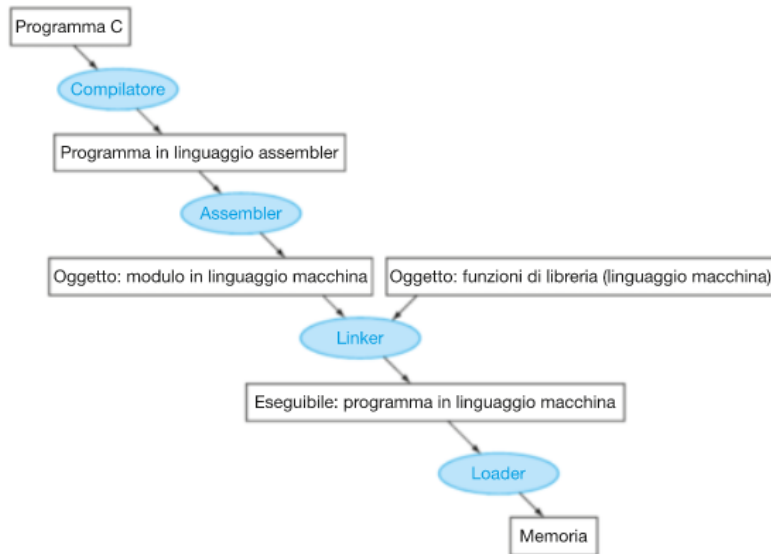 Programma C
Compilatore
Programma in linguaggio assembler
Assembler
Oggetto: modulo in linguaggio macchina
Oggetto: funzioni di libreria (linguaggio macchina)
Linker
Eseguibile: programma in linguaggio macchina
Loader
Memoria